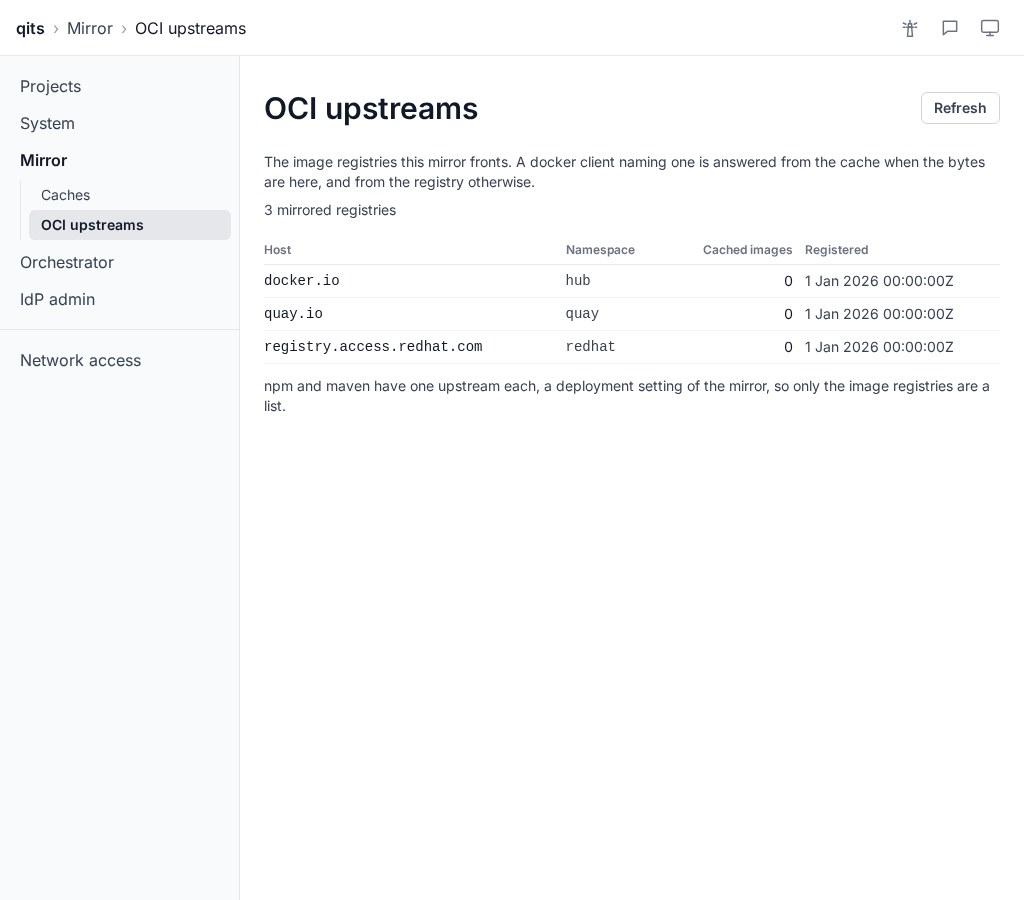 qits › Mirror › OCI upstreams
Projects
System
Mirror
Caches
OCI upstreams
Orchestrator
IdP admin
Network access
OCI upstreams
Refresh
The image registries this mirror fronts. A docker client naming one is answered from the cache when the bytes
are here, and from the registry otherwise.
3 mirrored registries
Host Namespace Cached images Registered
docker.io hub 0 1 Jan 2026 00:00:00Z
quay.io quay 0 1 Jan 2026 00:00:00Z
registry.access.redhat.com redhat 0 1 Jan 2026 00:00:00Z
npm and maven have one upstream each, a deployment setting of the mirror, so only the image registries are a
list.